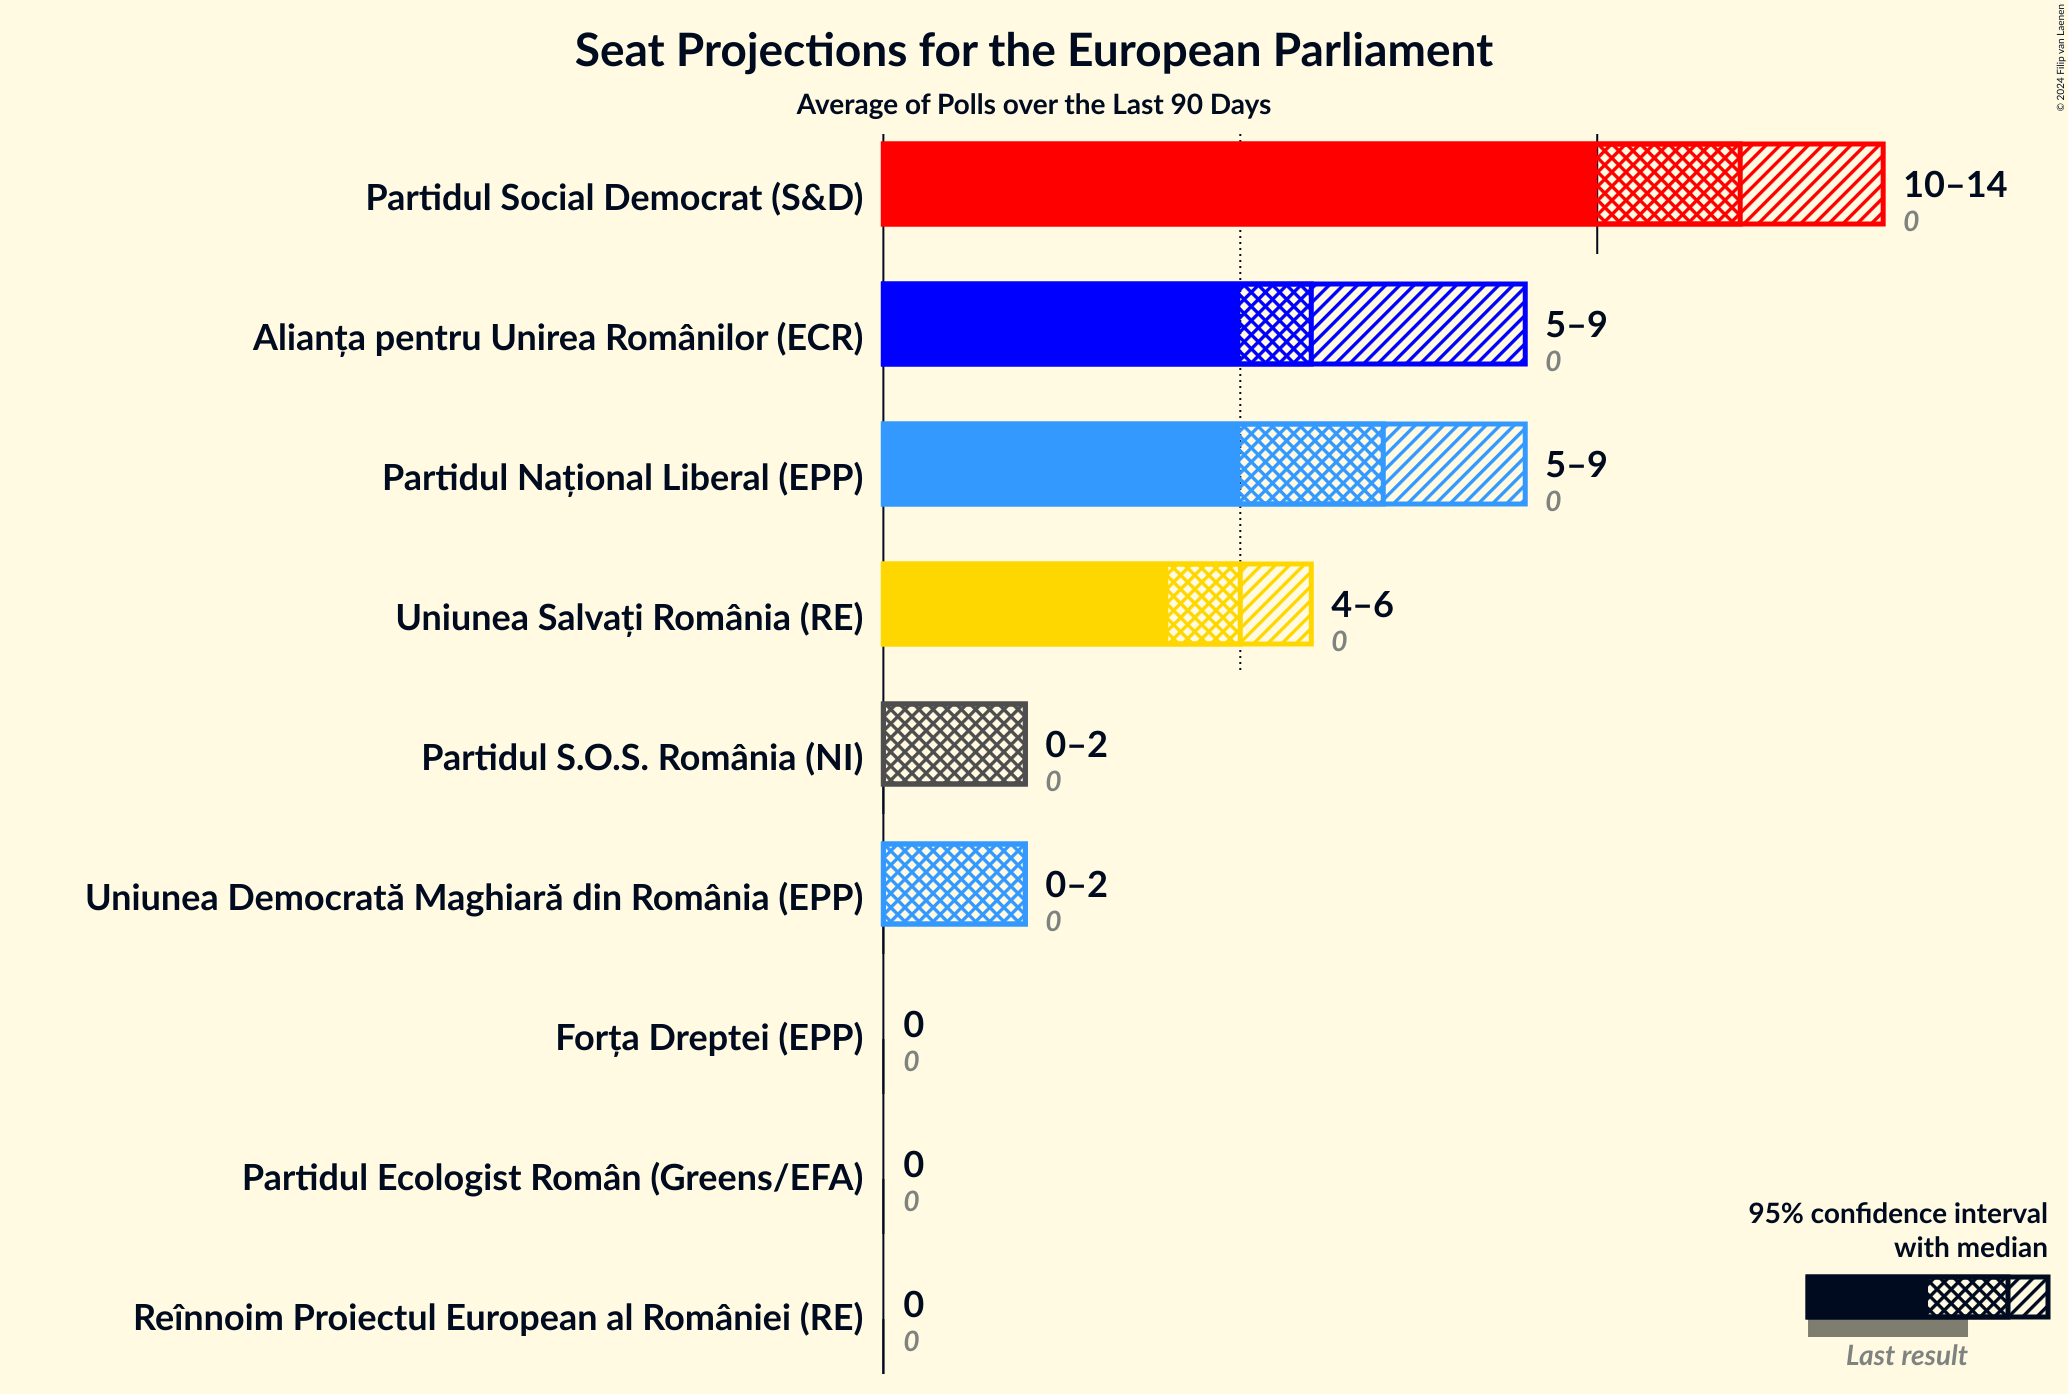 Seat Projections for the European Parliament
Average of Polls over the Last 90 Days
© 2024 Filip van Laenen
Partidul Social Democrat (S&D)
10–14
0
Alianța pentru Unirea Românilor (ECR)
5–9
0
Partidul Național Liberal (EPP)
5–9
0
Uniunea Salvați România (RE)
4–6
0
Partidul S.O.S. România (NI)
0–2
0
Uniunea Democrată Maghiară din România (EPP)
0–2
0
Forța Dreptei (EPP)
0
0
Partidul Ecologist Român (Greens/EFA)
0
0
Reînnoim Proiectul European al României (RE)
0
0
95% confidence interval
with median
Last result